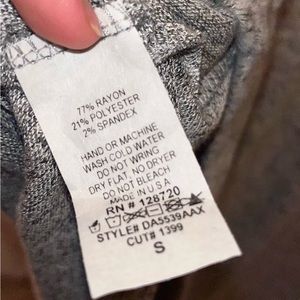 77% RAYON
21% POLYESTER
2% SPANDEX
HAND OR MACHINE
WASH COLD WATER
DO NOT WRING
DRY FLAT, NO DRYER
DO NOT BLEACH
MADE IN U.S.A
RN # 128720
STYLE# DA5539AAX
CUT# 1399
S